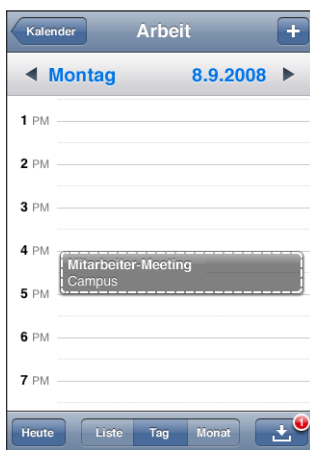 Kalender Arbeit +
Montag 8.9.2008
1 PM
2 PM
3 PM
4 PM
Mitarbeiter-Meeting
Campus
5 PM
6 PM
7 PM
Heute Liste Tag Monat 1